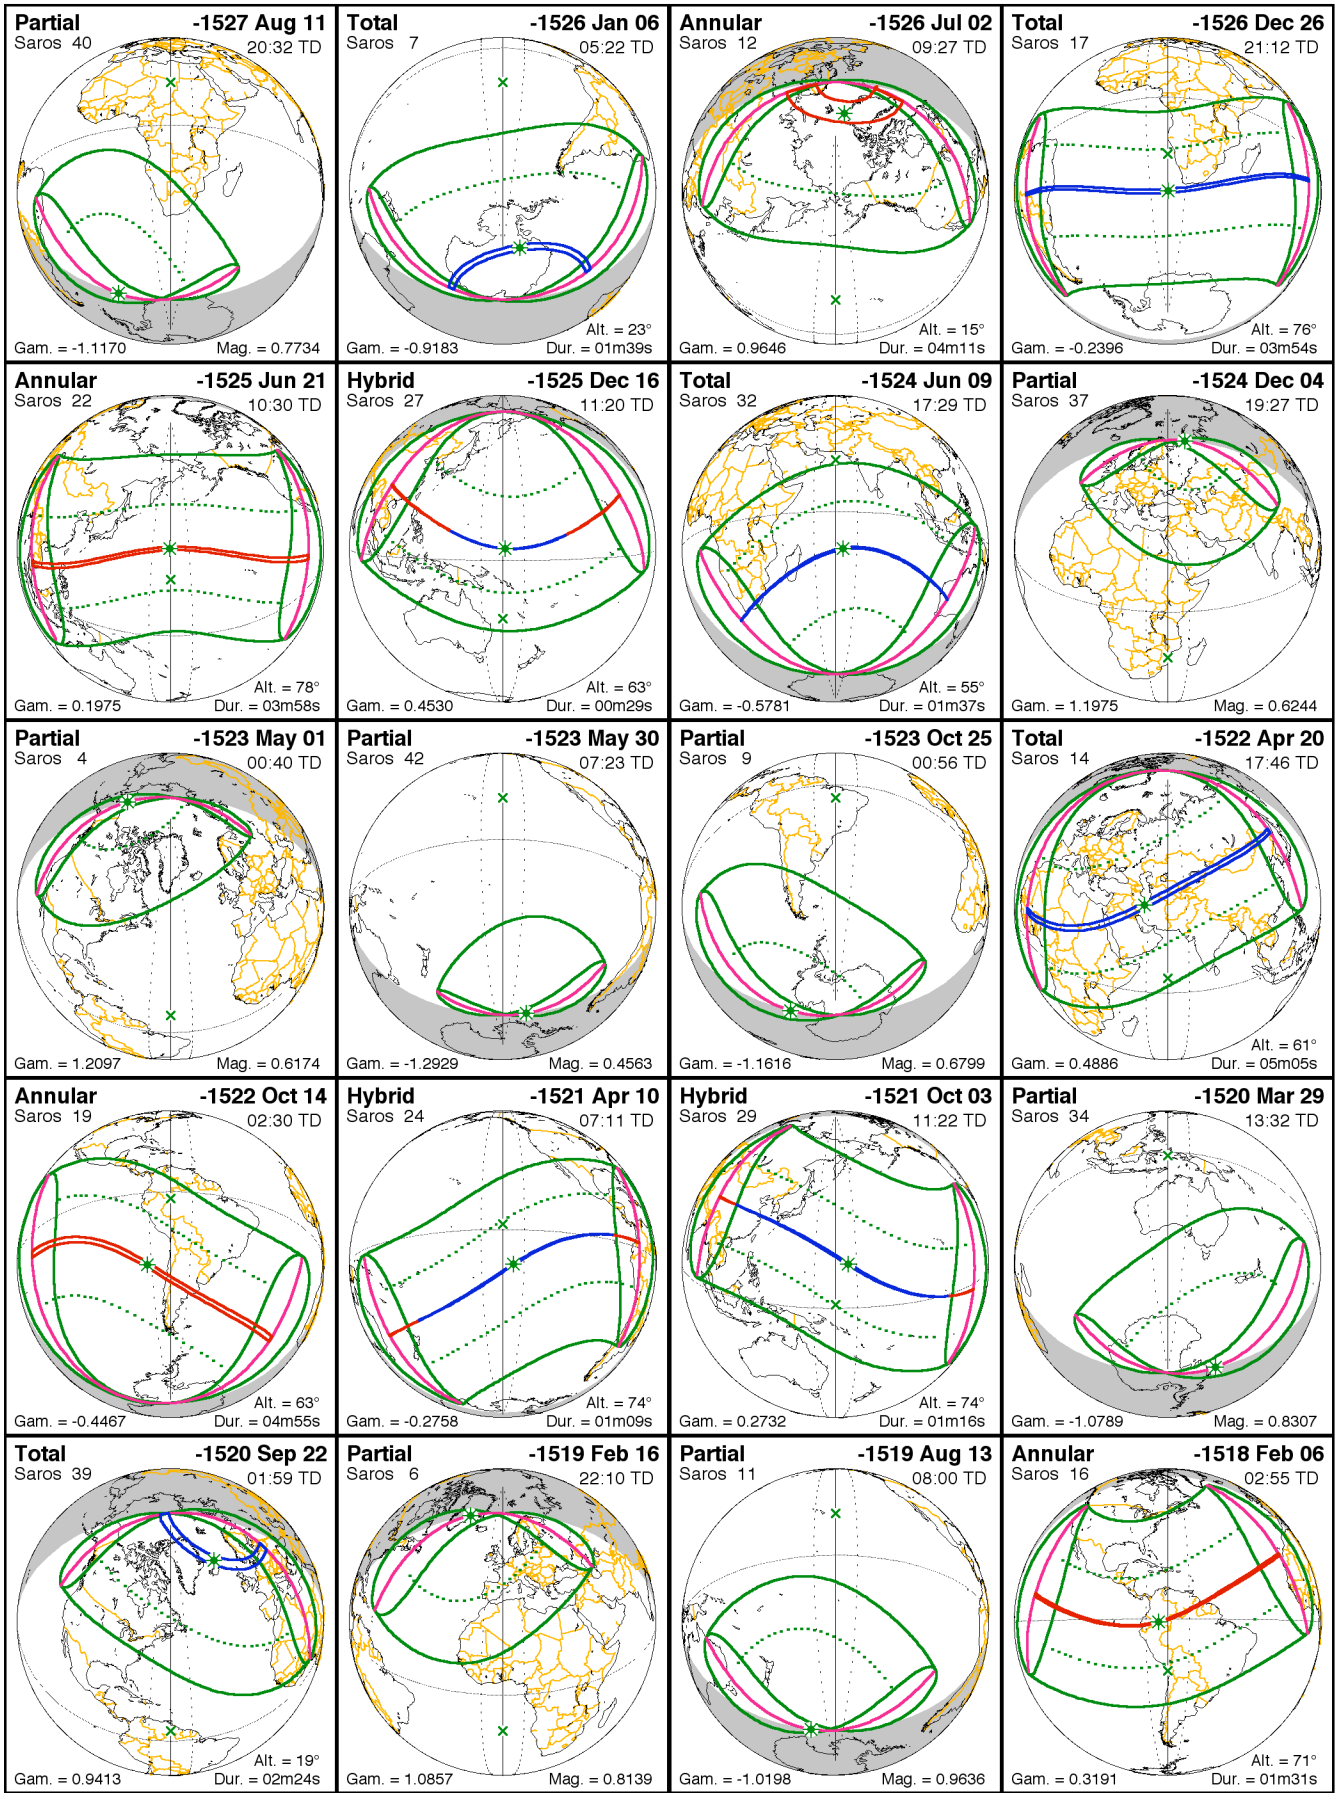 Partial -1527 Aug 11
Saros 40 20:32 TD
Gam. = -1.1170 Mag. = 0.7734
Total -1526 Jan 06
Saros 7 05:22 TD
Alt. = 23°
Gam. = -0.9183 Dur. = 01m39s
Annular -1526 Jul 02
Saros 12 09:27 TD
Alt. = 15°
Gam. = 0.9646 Dur. = 04m11s
Total -1526 Dec 26
Saros 17 21:12 TD
Alt. = 76°
Gam. = -0.2396 Dur. = 03m54s
Annular -1525 Jun 21
Saros 22 10:30 TD
Alt. = 78°
Gam. = 0.1975 Dur. = 03m58s
Hybrid -1525 Dec 16
Saros 27 11:20 TD
Alt. = 63°
Gam. = 0.4530 Dur. = 00m29s
Total -1524 Jun 09
Saros 32 17:29 TD
Alt. = 55°
Gam. = -0.5781 Dur. = 01m37s
Partial -1524 Dec 04
Saros 37 19:27 TD
Gam. = 1.1975 Mag. = 0.6244
Partial -1523 May 01
Saros 4 00:40 TD
Gam. = 1.2097 Mag. = 0.6174
Partial -1523 May 30
Saros 42 07:23 TD
Gam. = -1.2929 Mag. = 0.4563
Partial -1523 Oct 25
Saros 9 00:56 TD
Gam. = -1.1616 Mag. = 0.6799
Total -1522 Apr 20
Saros 14 17:46 TD
Alt. = 61°
Gam. = 0.4886 Dur. = 05m05s
Annular -1522 Oct 14
Saros 19 02:30 TD
Alt. = 63°
Gam. = -0.4467 Dur. = 04m55s
Hybrid -1521 Apr 10
Saros 24 07:11 TD
Alt. = 74°
Gam. = -0.2758 Dur. = 01m09s
Hybrid -1521 Oct 03
Saros 29 11:22 TD
Alt. = 74°
Gam. = 0.2732 Dur. = 01m16s
Partial -1520 Mar 29
Saros 34 13:32 TD
Gam. = -1.0789 Mag. = 0.8307
Total -1520 Sep 22
Saros 39 01:59 TD
Alt. = 19°
Gam. = 0.9413 Dur. = 02m24s
Partial -1519 Feb 16
Saros 6 22:10 TD
Gam. = 1.0857 Mag. = 0.8139
Partial -1519 Aug 13
Saros 11 08:00 TD
Gam. = -1.0198 Mag. = 0.9636
Annular -1518 Feb 06
Saros 16 02:55 TD
Alt. = 71°
Gam. = 0.3191 Dur. = 01m31s